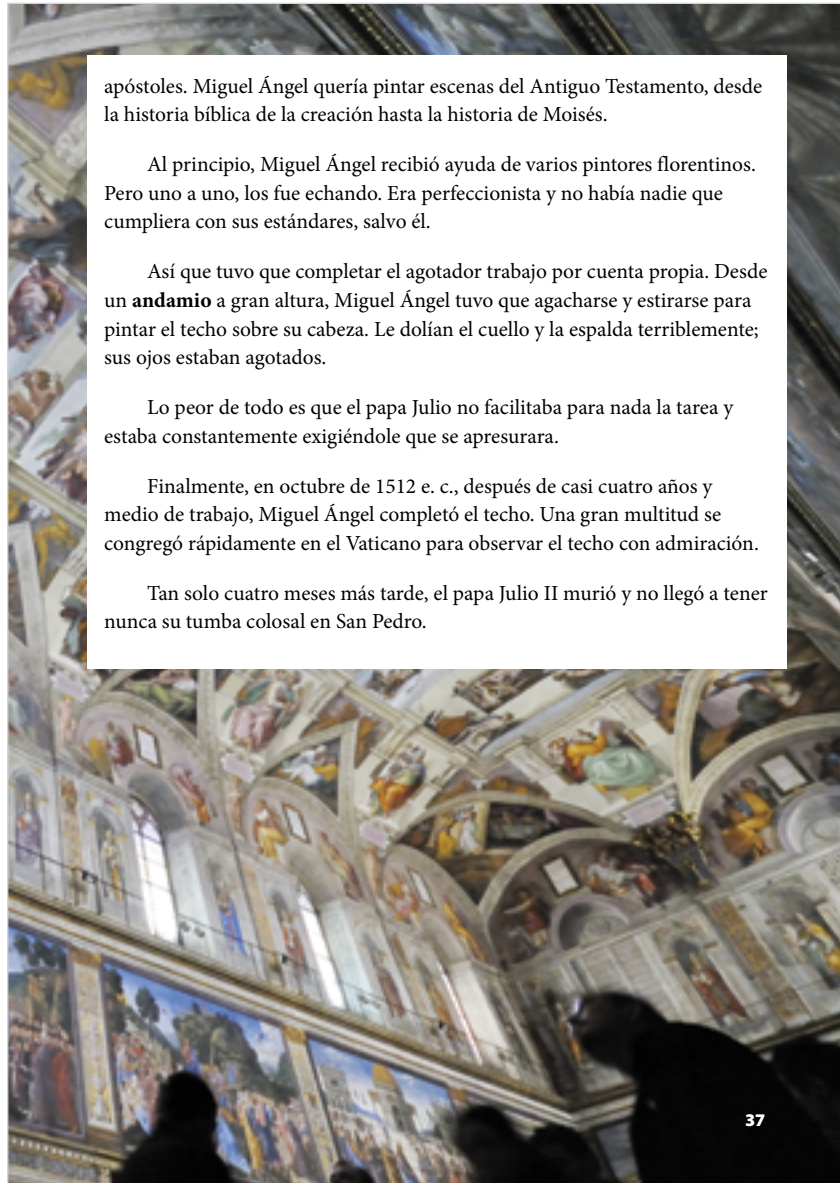 apóstoles. Miguel Ángel quería pintar escenas del Antiguo Testamento, desde
la historia bíblica de la creación hasta la historia de Moisés.
Al principio, Miguel Ángel recibió ayuda de varios pintores florentinos.
Pero uno a uno, los fue echando. Era perfeccionista y no había nadie que
cumpliera con sus estándares, salvo él.
Así que tuvo que completar el agotador trabajo por cuenta propia. Desde
un andamio a gran altura, Miguel Ángel tuvo que agacharse y estirarse para
pintar el techo sobre su cabeza. Le dolían el cuello y la espalda terriblemente;
sus ojos estaban agotados.
Lo peor de todo es que el papa Julio no facilitaba para nada la tarea y
estaba constantemente exigiéndole que se apresurara.
Finalmente, en octubre de 1512 e. c., después de casi cuatro años y
medio de trabajo, Miguel Ángel completó el techo. Una gran multitud se
congregó rápidamente en el Vaticano para observar el techo con admiración.
Tan solo cuatro meses más tarde, el papa Julio II murió y no llegó a tener
nunca su tumba colosal en San Pedro.
37